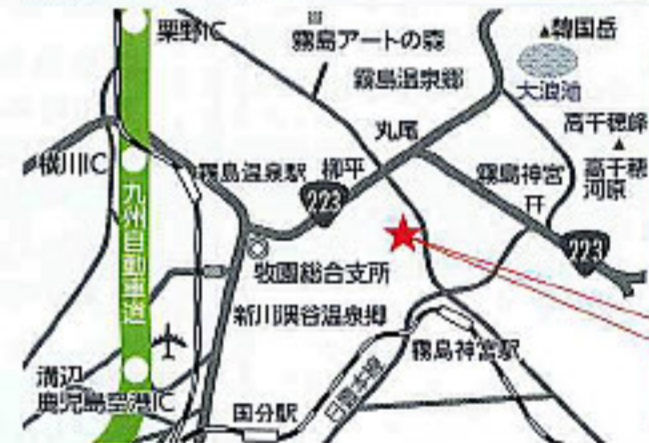 栗野IC
霧島アートの森
韓国岳
霧島温泉郷
大浪池
丸尾
高千穂峰
横川IC
霧島温泉駅
柳平
霧島神宮
高千穂
河原
223
223
九州自動車道
牧園総合支所
新川渓谷温泉郷
霧島神宮駅
溝辺
鹿児島空港IC
国分駅
日豊本線